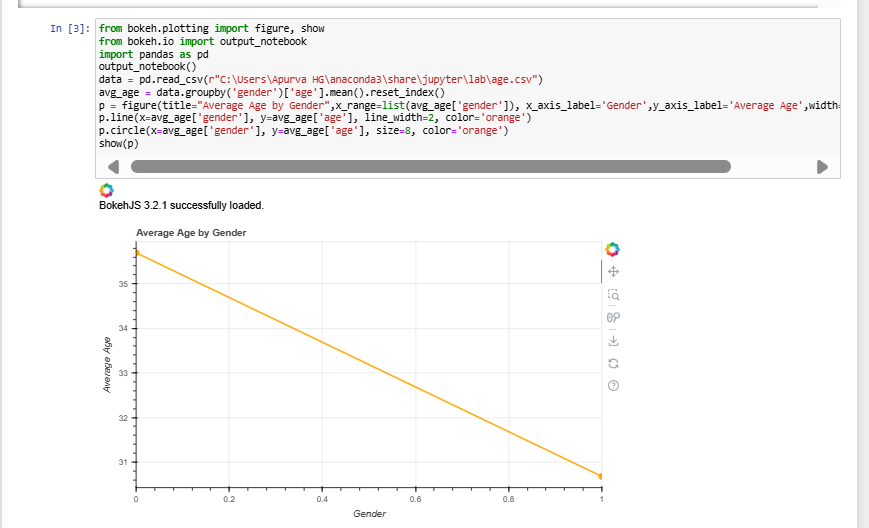 In [3]: from bokeh.plotting import figure, show
from bokeh.io import output_notebook
import pandas as pd
output_notebook()
data = pd.read_csv(r"C:\Users\Apurva HG\anaconda3\share\jupyter\lab\age.csv")
avg_age = data.groupby('gender')['age'].mean().reset_index()
p = figure(title="Average Age by Gender",x_range=list(avg_age['gender']), x_axis_label='Gender',y_axis_label='Average Age',width=
p.line(x=avg_age['gender'], y=avg_age['age'], line_width=2, color='orange')
p.circle(x=avg_age['gender'], y=avg_age['age'], size=8, color='orange')
show(p)
BokehJS 3.2.1 successfully loaded.
Average Age by Gender
35
34
33
32
31
Average Age
0 0.2 0.4 0.6 0.8 1
Gender